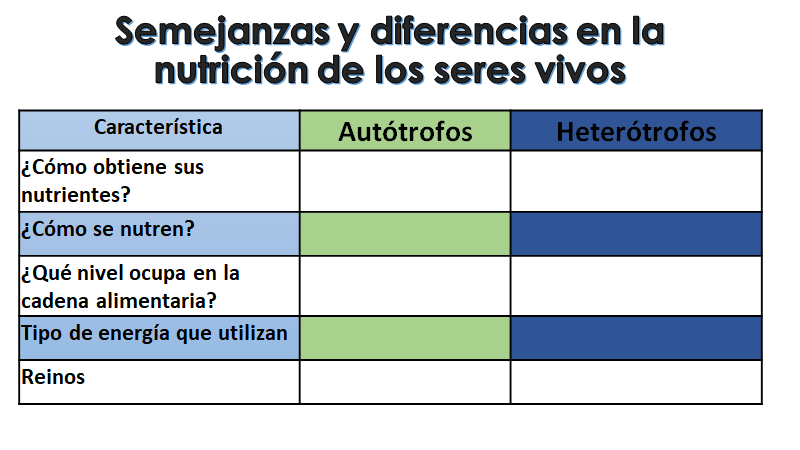 Semejanzas y diferencias en la
nutrición de los seres vivos
Característica
Autótrofos
Heterótrofos
¿Cómo obtiene sus
nutrientes?
¿Cómo se nutren?
¿Qué nivel ocupa en la
cadena alimentaria?
Tipo de energía que utilizan
Reinos